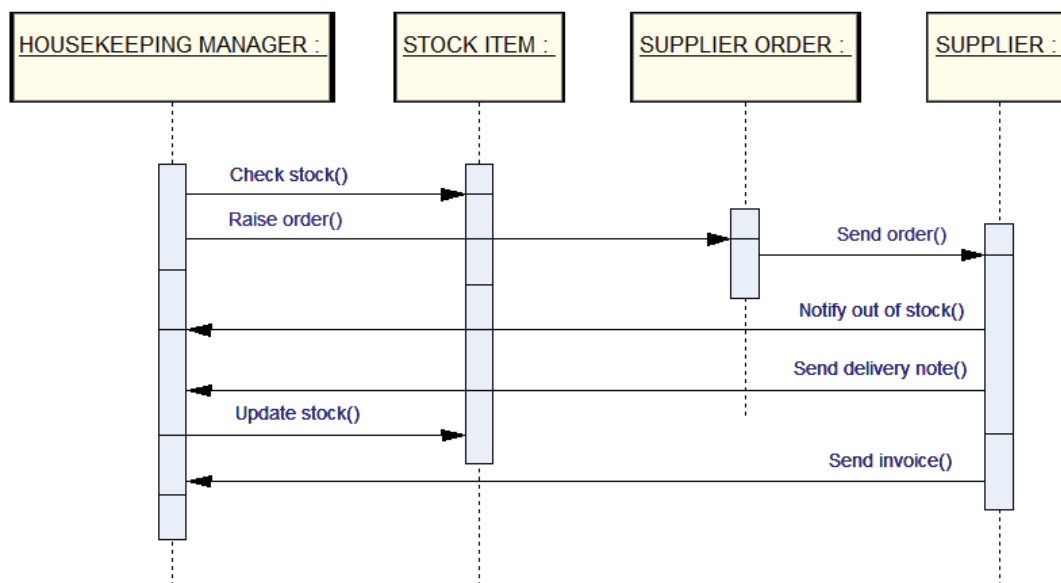 HOUSEKEEPING MANAGER :
STOCK ITEM :
SUPPLIER ORDER :
SUPPLIER :
Check stock()
Raise order()
Send order()
Notify out of stock()
Send delivery note()
Update stock()
Send invoice()